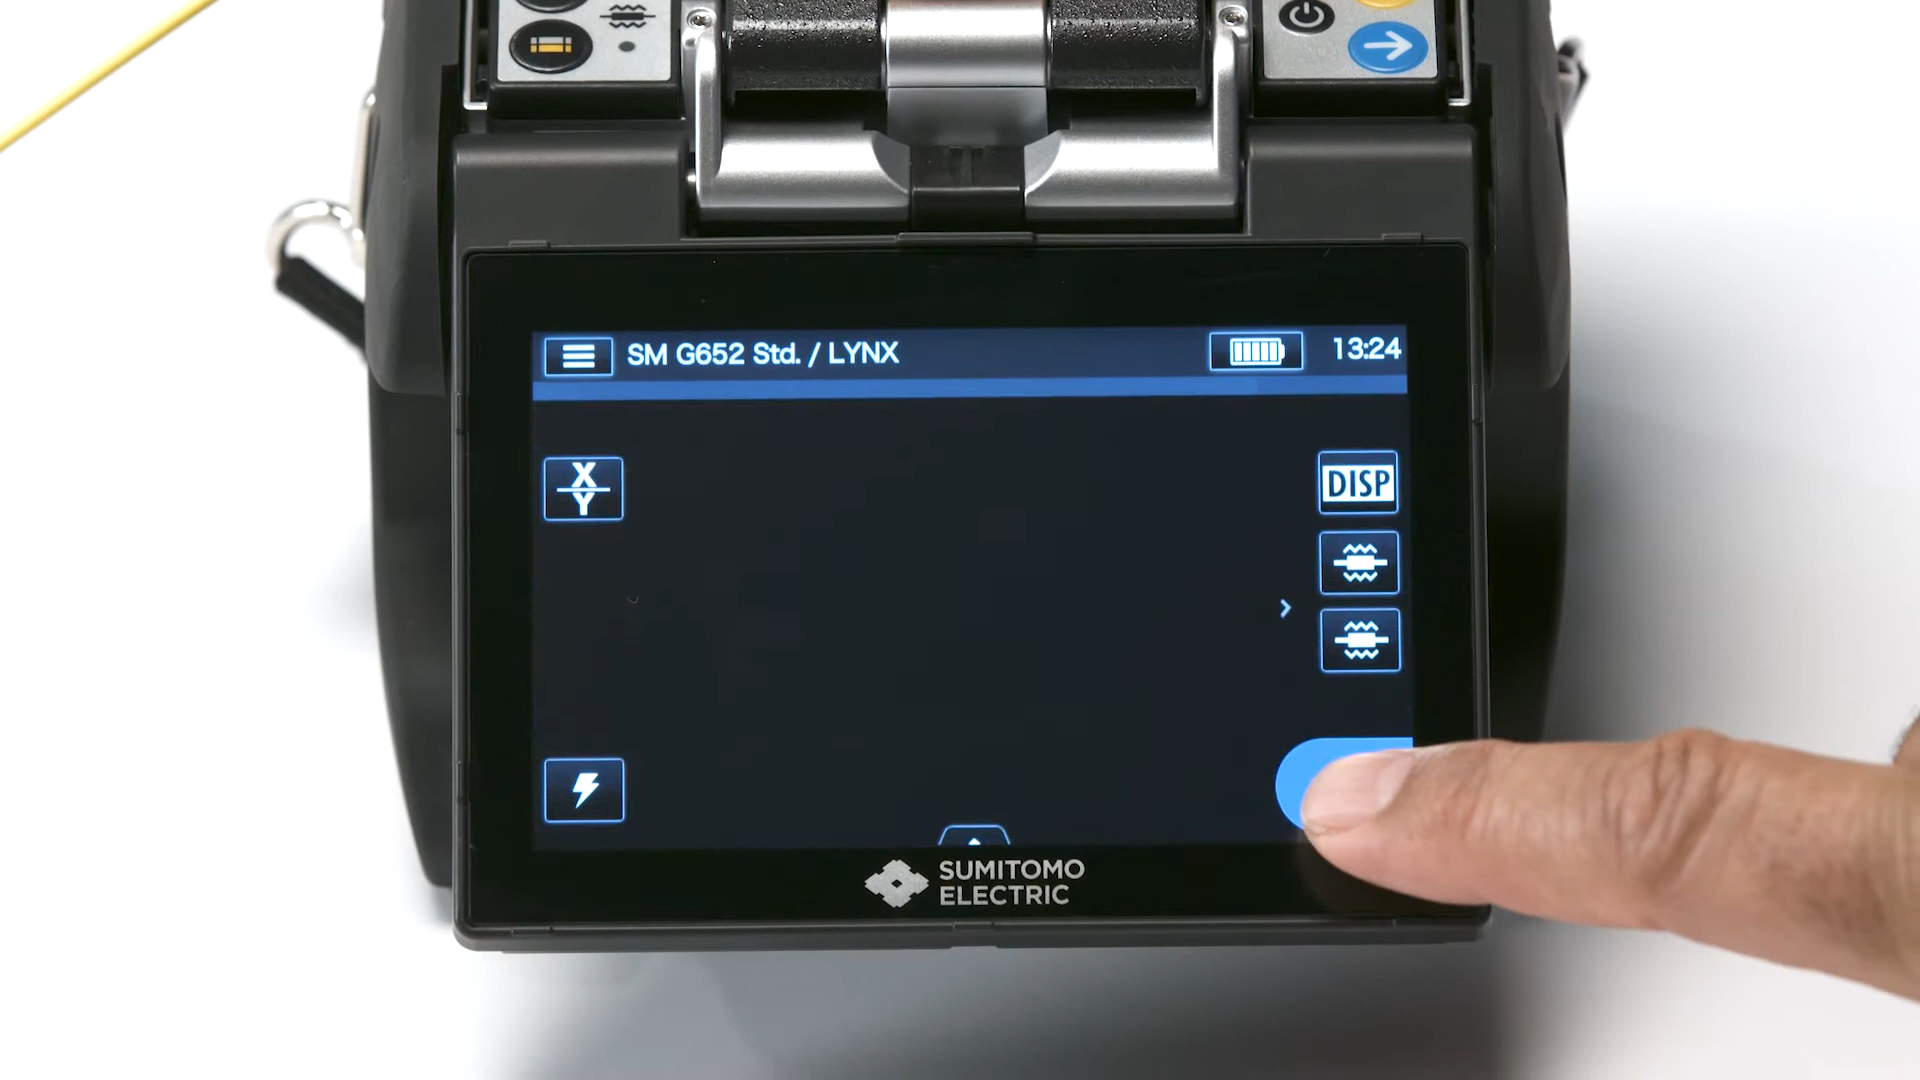 SM G652 Std. / LYNX
13:24
X
Y
DISP
SUMITOMO
ELECTRIC